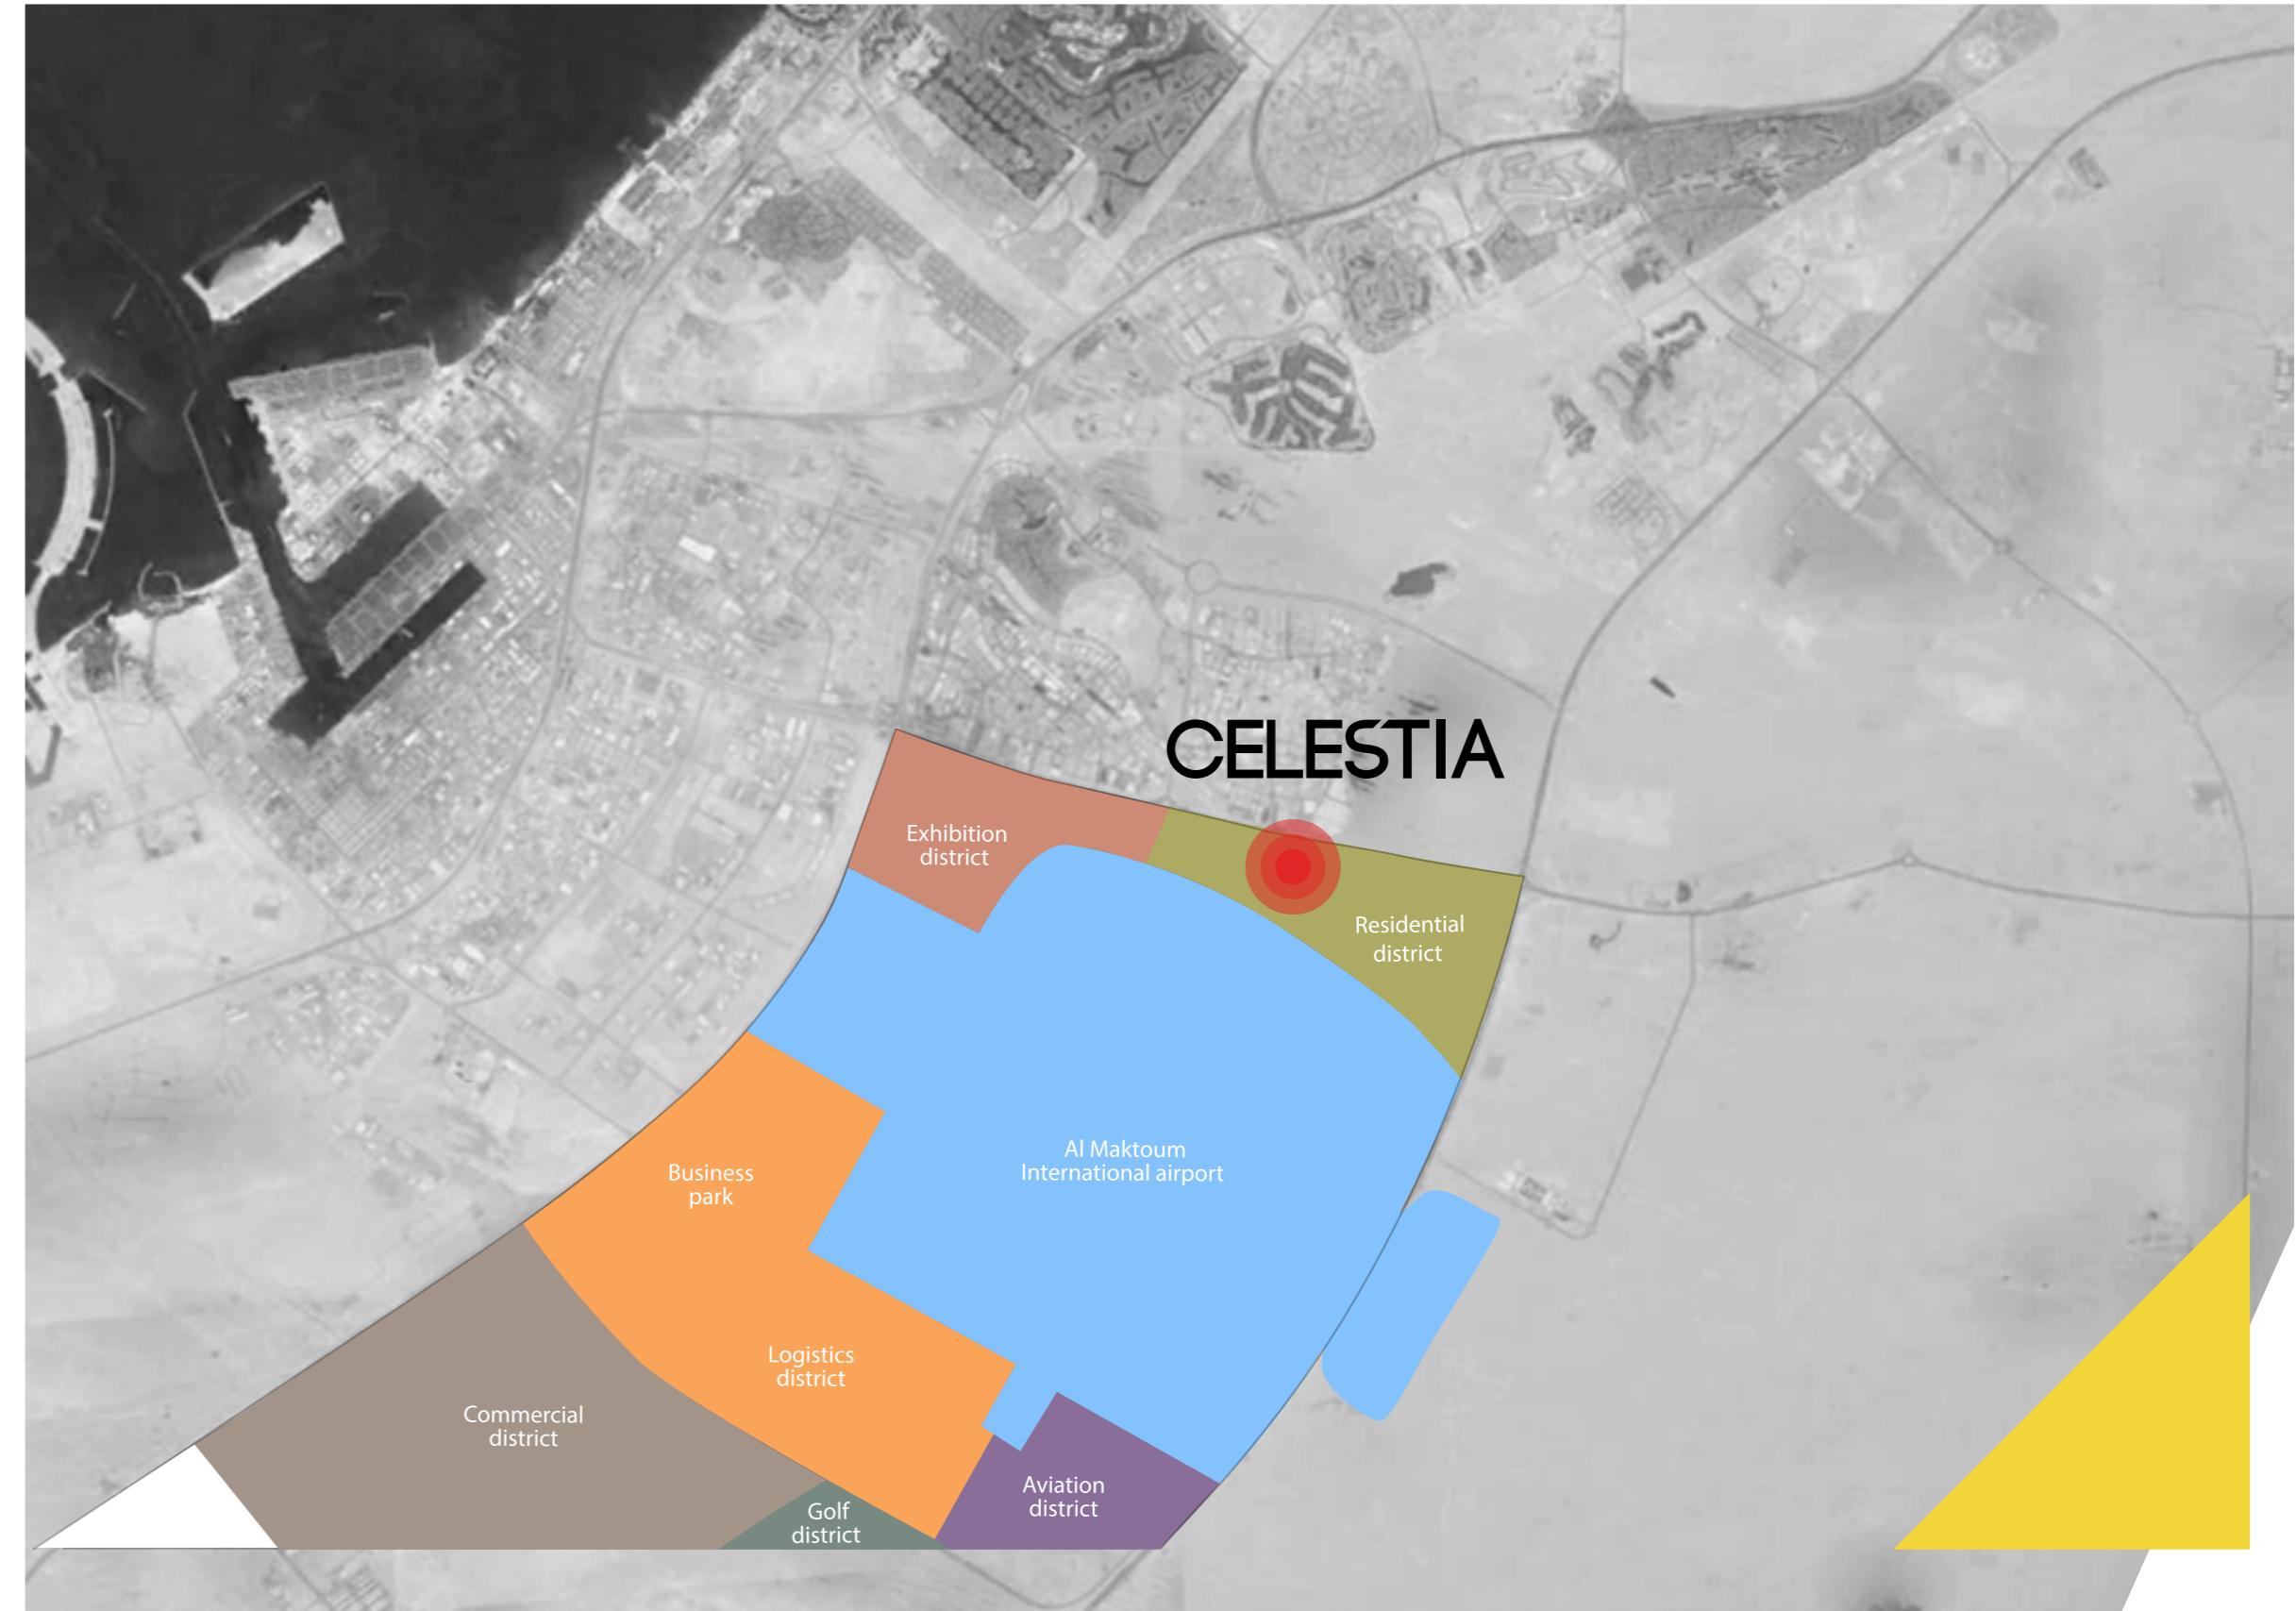 CELESTIA
Exhibition
district
Residential
district
Al Maktoum
International airport
Business
park
Logistics
district
Commercial
district
Aviation
district
Golf
district